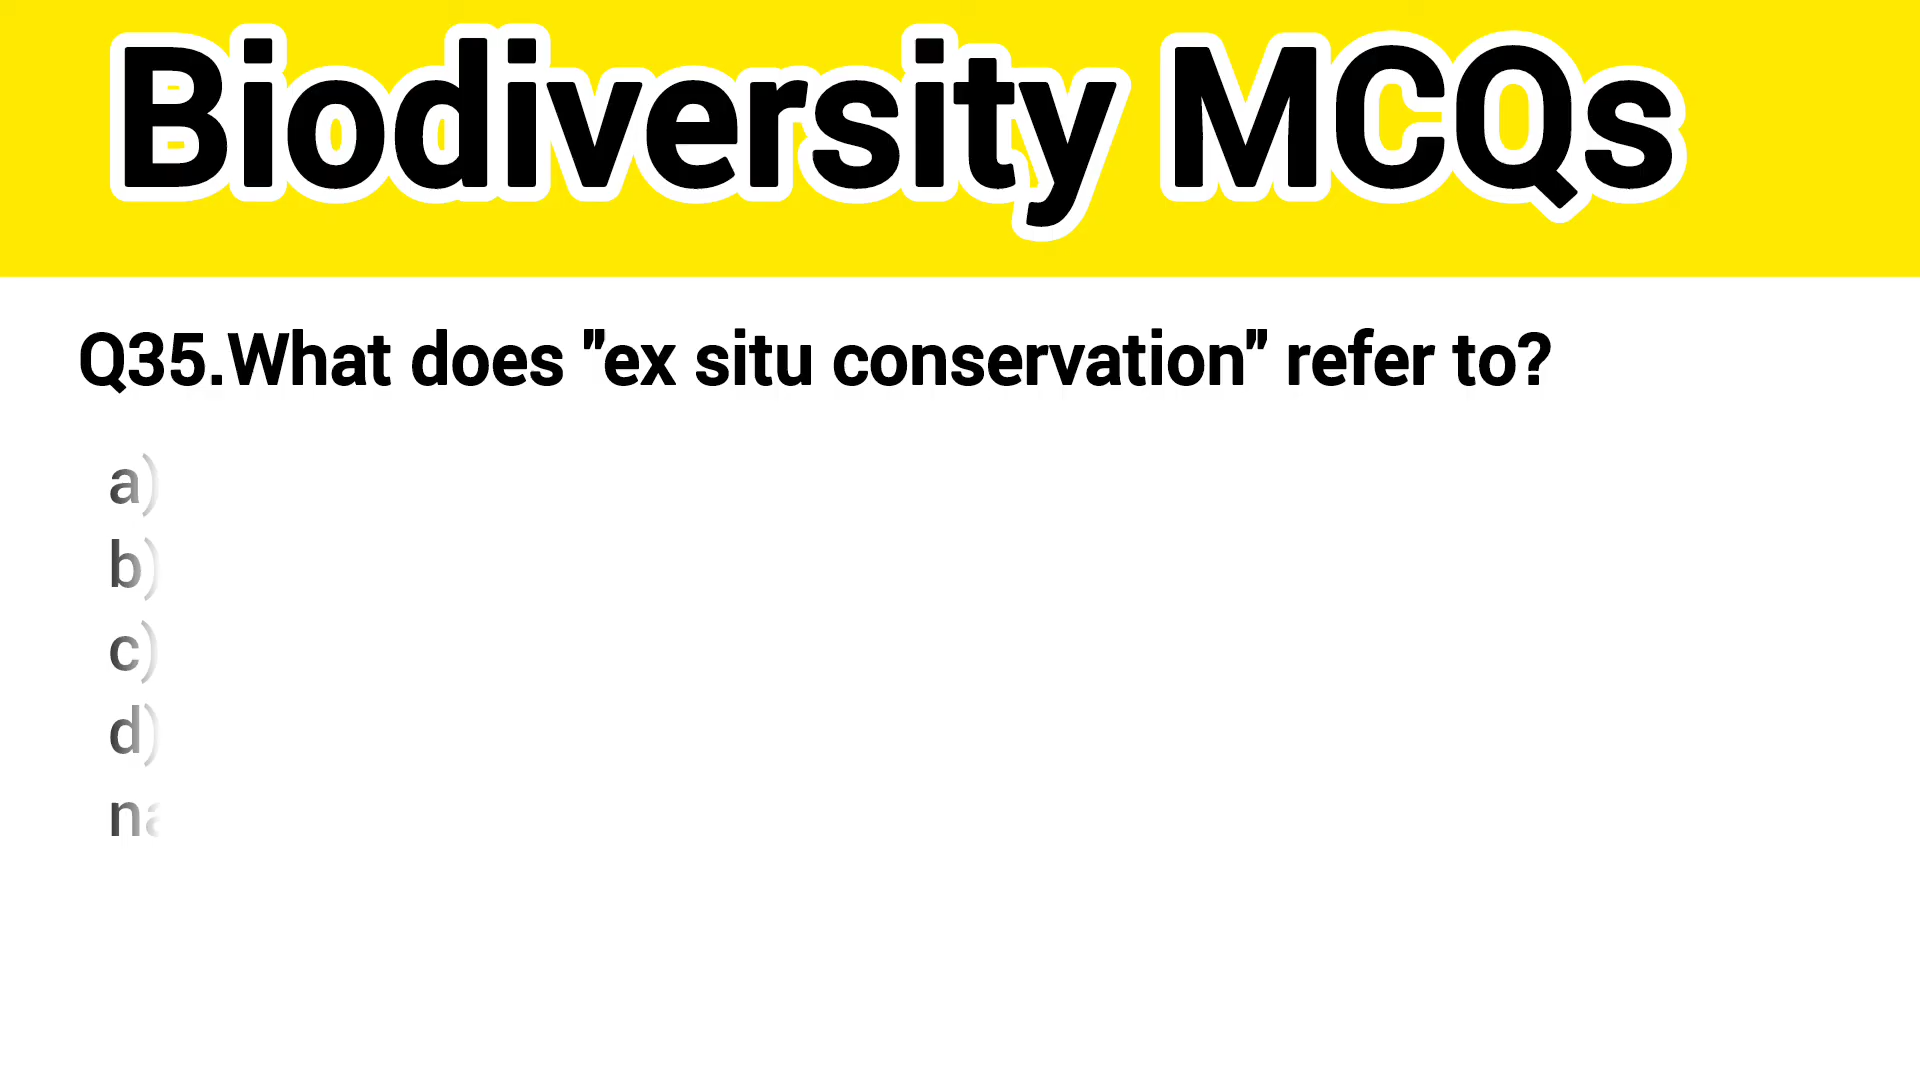 Biodiversity MCQs
Q35.What does "ex situ conservation" refer to?
a)
b)
c)
d)